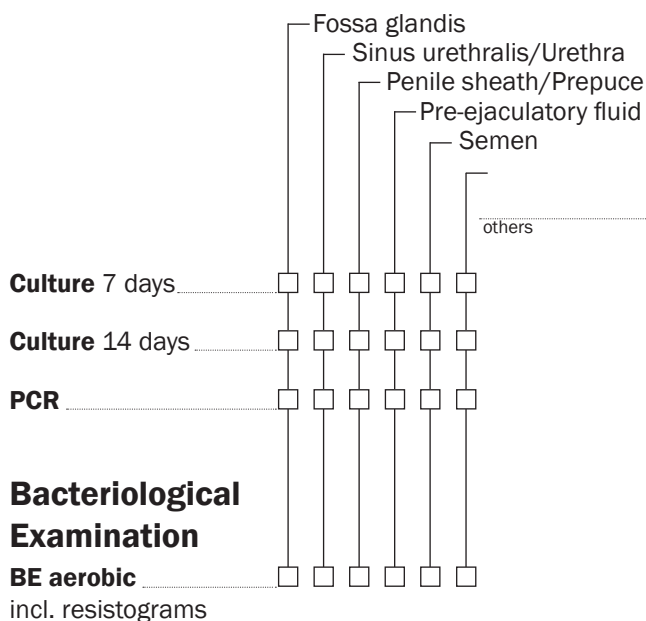 Fossa glandis
Sinus urethralis/Urethra
Penile sheath/Prepuce
Pre-ejaculatory fluid
Semen
others
Culture 7 days
Culture 14 days
PCR
Bacteriological
Examination
BE aerobic
incl. resistograms